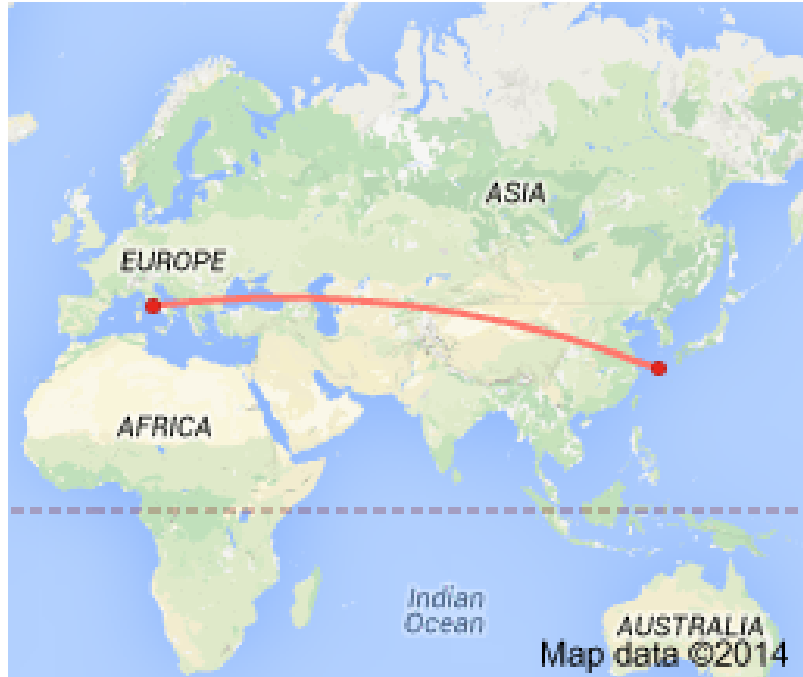 ASIA
EUROPE
AFRICA
Indian
Ocean
AUSTRALIA
Map data ©2014